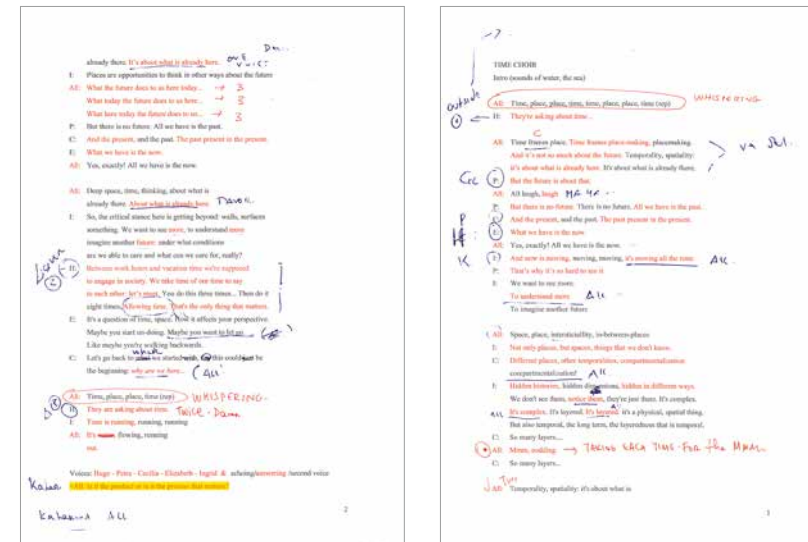 already there. It's about what is already here.
I: Places are opportunities to think in other ways about the future
All: What the future does to us here today... → 3
What today the future does to us here... → 3
What here today the future does to us... → 3
P: But there is no future. All we have is the past.
C: And the present, and the past. The past present in the present.
E: What we have is the now.
All: Yes, exactly! All we have is the now.
All: Deep space, time, thinking, about what is
already there. About what is already here.
I: So, the critical stance here is getting beyond: walls, surfaces
something. We want to see more, to understand more
imagine another future: under what conditions
are we able to care and what can we care for, really?
H: Between work hours and vacation time we're supposed
to engage in society. We take time of our time to say
to each other: let's meet. You do this three times... Then do it
eight times. Allowing time. That's the only thing that matters.
E: It's a question of time, space. How it affects your perspective.
Maybe you start un-doing. Maybe you want to let go
Like maybe you're walking backwards.
C: Let's go back to we started this could be
the beginning: why are we here... (All
All: Time, place, place, time (rep) WHISPERING
H: They are asking about time.
I: Time is running, running, running
All: It's flowing, running
out.
Voices: Hugo - Petra - Cecilia - Elizabeth - Ingrid & echoing/answering /second voice
+All: Is it the product or is it the process that matters?
ALL
2
TIME CHOIR
Intro (sounds of water, the sea)
outside
All: Time, place, place, time, time, place, place, time (rep) WHISPERING
H: They're asking about time...
All: Time frames place. Time frames place-making, placemaking.
And it's not so much about the future. Temporality, spatiality:
it's about what is already here. It's about what is already there.
P: But the future is about that.
All: All laugh, laugh
P: But there is no future. There is no future. All we have is the past.
C: And the present, and the past. The past present in the present.
E: What we have is the now.
All: Yes, exactly! All we have is the now.
K I: And now is moving, moving, moving, it's moving all the time. ALL
P: That's why it's so hard to see it
I: We want to see more.
To understand more. ALL
To imagine another future
All: Space, place, intersticiallity, in-between-places
I: Not only places, but spaces, things that we don't know.
C: Different places, other temporalities, compartmentalization
compartmentalization! All
I: Hidden histories, hidden dimensions, hidden in different ways.
We don't see them, notice them, they're just there. It's complex.
ALL It's complex. It's layered. It's layered. it's a physical, spatial thing.
But also temporal, the long term, the layeredness that is temporal.
C: So many layers...
All: Mmm, nodding. → TAKING EACH TIME FOR the Mmm
C: So many layers
All: Temporality, spatiality: it's about what is
1